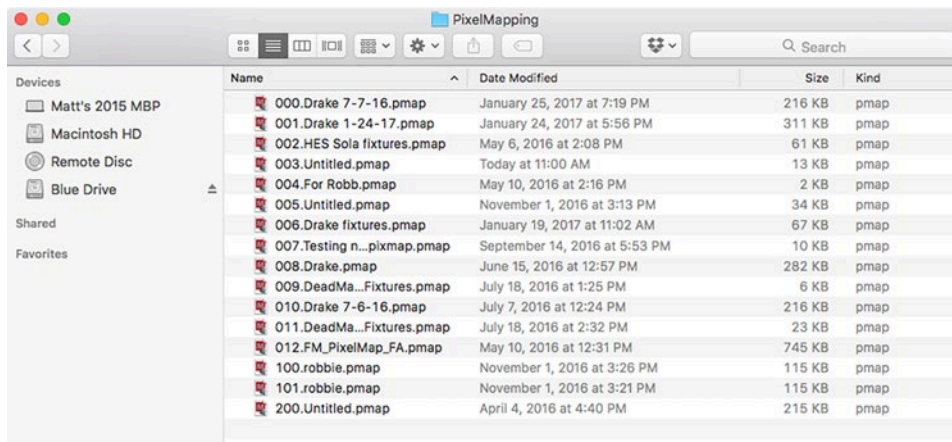 PixelMapping
Search
Devices
Matt's 2015 MBP
Macintosh HD
Remote Disc
Blue Drive
Shared
Favorites
Name Date Modified Size Kind
000.Drake 7-7-16.pmap January 25, 2017 at 7:19 PM 216 KB pmap
001.Drake 1-24-17.pmap January 24, 2017 at 5:56 PM 311 KB pmap
002.HES Sola fixtures.pmap May 6, 2016 at 2:08 PM 61 KB pmap
003.Untitled.pmap Today at 11:00 AM 13 KB pmap
004.For Robb.pmap May 10, 2016 at 2:16 PM 2 KB pmap
005.Untitled.pmap November 1, 2016 at 3:13 PM 34 KB pmap
006.Drake fixtures.pmap January 19, 2017 at 11:02 AM 67 KB pmap
007.Testing n...pixmap.pmap September 14, 2016 at 5:53 PM 10 KB pmap
008.Drake.pmap June 15, 2016 at 12:57 PM 282 KB pmap
009.DeadMa...Fixtures.pmap July 18, 2016 at 1:25 PM 6 KB pmap
010.Drake 7-6-16.pmap July 7, 2016 at 12:24 PM 216 KB pmap
011.DeadMa...Fixtures.pmap July 18, 2016 at 2:32 PM 23 KB pmap
012.FM_PixelMap_FA.pmap May 10, 2016 at 12:31 PM 745 KB pmap
100.robbie.pmap November 1, 2016 at 3:26 PM 115 KB pmap
101.robbie.pmap November 1, 2016 at 3:21 PM 115 KB pmap
200.Untitled.pmap April 4, 2016 at 4:40 PM 215 KB pmap